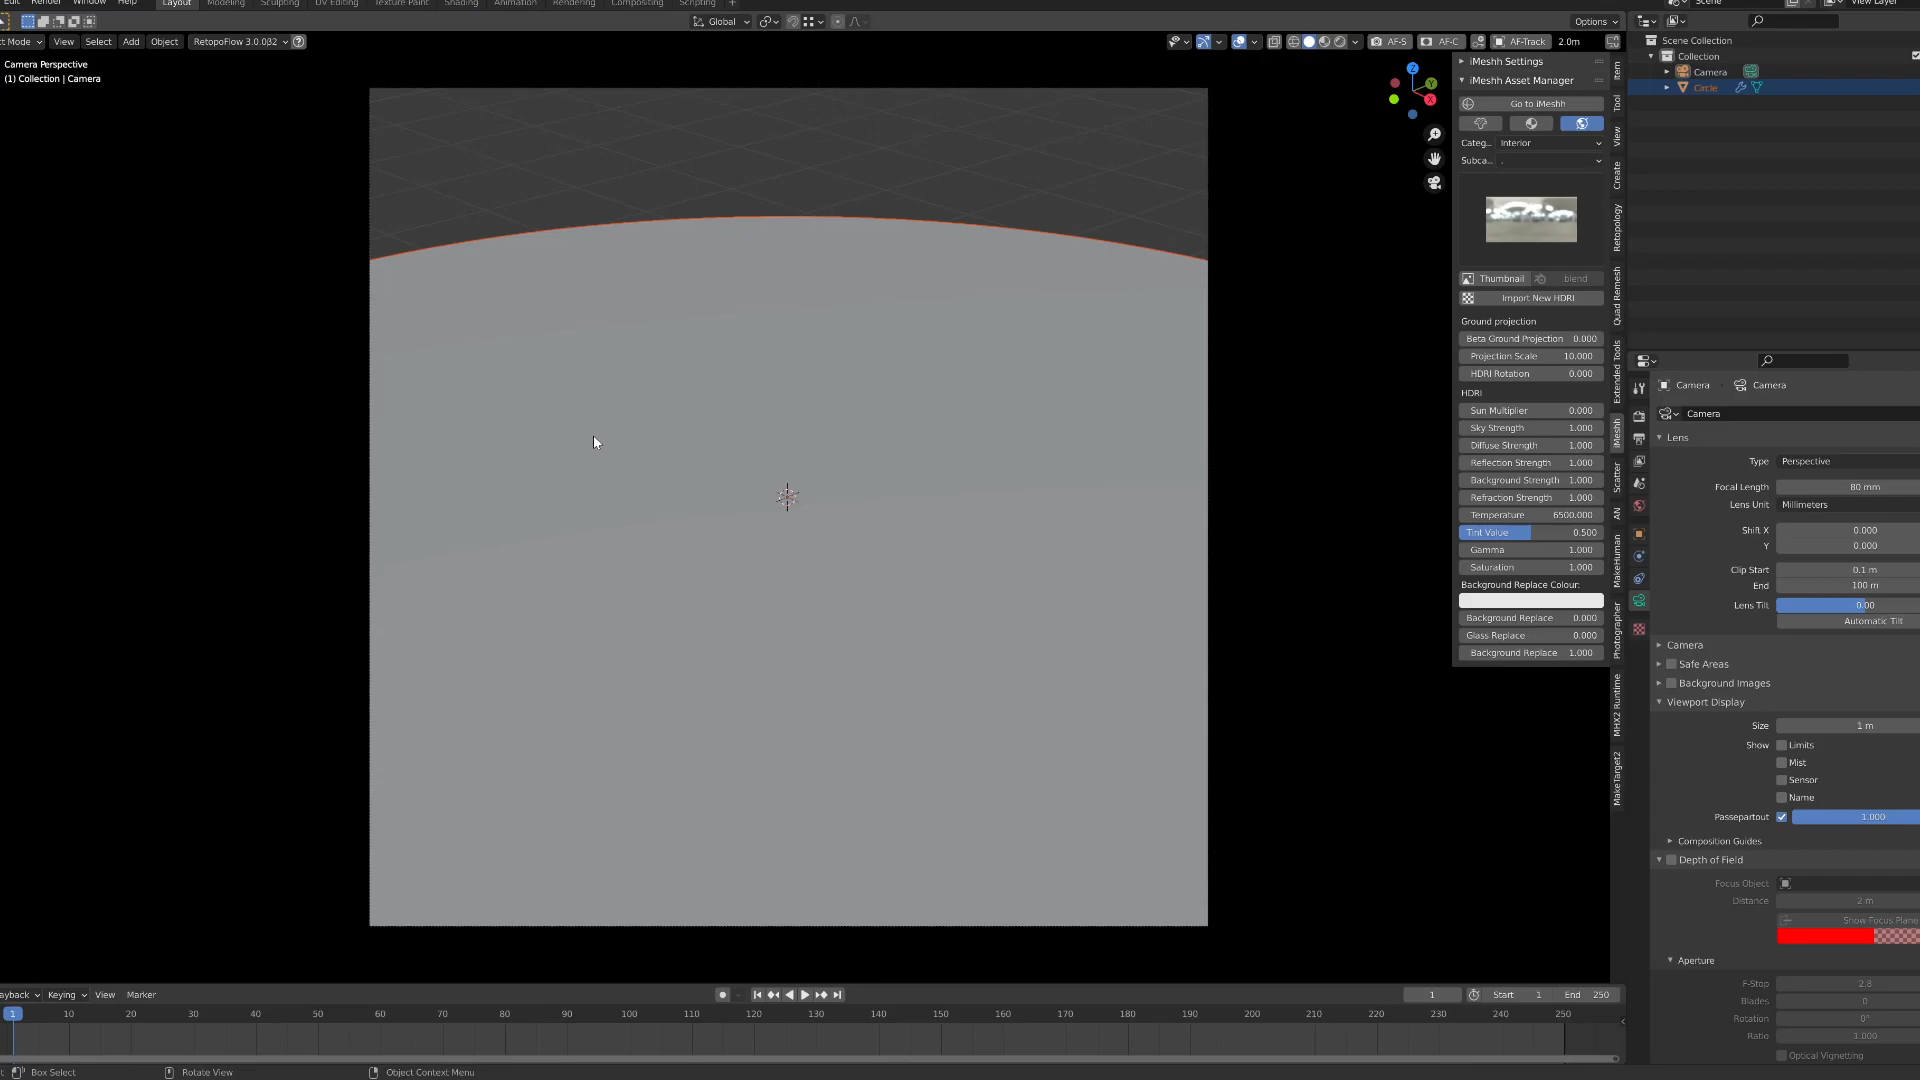 Edit Render Window Help Layout Modeling Sculpting UV Editing Texture Paint Shading Animation Rendering Compositing Scripting + Scene View Layer
Global Options
ct Mode View Select Add Object RetopoFlow 3.0.0β2 AF-S AF-C AF-Track 2.0m
Camera Perspective
(1) Collection | Camera
iMeshh Settings
iMeshh Asset Manager
Go to iMeshh
Categ... Interior
Subca... .
Thumbnail .blend
Import New HDRI
Ground projection
Beta Ground Projection 0.000
Projection Scale 10.000
HDRI Rotation 0.000
HDRI
Sun Multiplier 0.000
Sky Strength 1.000
Diffuse Strength 1.000
Reflection Strength 1.000
Background Strength 1.000
Refraction Strength 1.000
Temperature 6500.000
Tint Value 0.500
Gamma 1.000
Saturation 1.000
Background Replace Colour:
Background Replace 0.000
Glass Replace 0.000
Background Replace 1.000
Item
Tool
View
Create
Retopology
Quad Remesh
Extended Tools
iMeshh
Scatter
AN
MakeHuman
Photographer
MHX2 Runtime
MakeTarget2
Scene Collection
Collection
Camera
Circle
Camera Camera
Camera
Lens
Type Perspective
Focal Length 80 mm
Lens Unit Millimeters
Shift X 0.000
Y 0.000
Clip Start 0.1 m
End 100 m
Lens Tilt 0.00
Automatic Tilt
Camera
Safe Areas
Background Images
Viewport Display
Size 1 m
Show Limits
Mist
Sensor
Name
Passepartout 1.000
Composition Guides
Depth of Field
Focus Object
Distance 2 m
Show Focus Plane
Aperture
F-Stop 2.8
Blades 0
Rotation 0°
Ratio 1.000
Optical Vignetting
ayback Keying View Marker 1 Start 1 End 250
1 10 20 30 40 50 60 70 80 90 100 110 120 130 140 150 160 170 180 190 200 210 220 230 240 250
Box Select Rotate View Object Context Menu